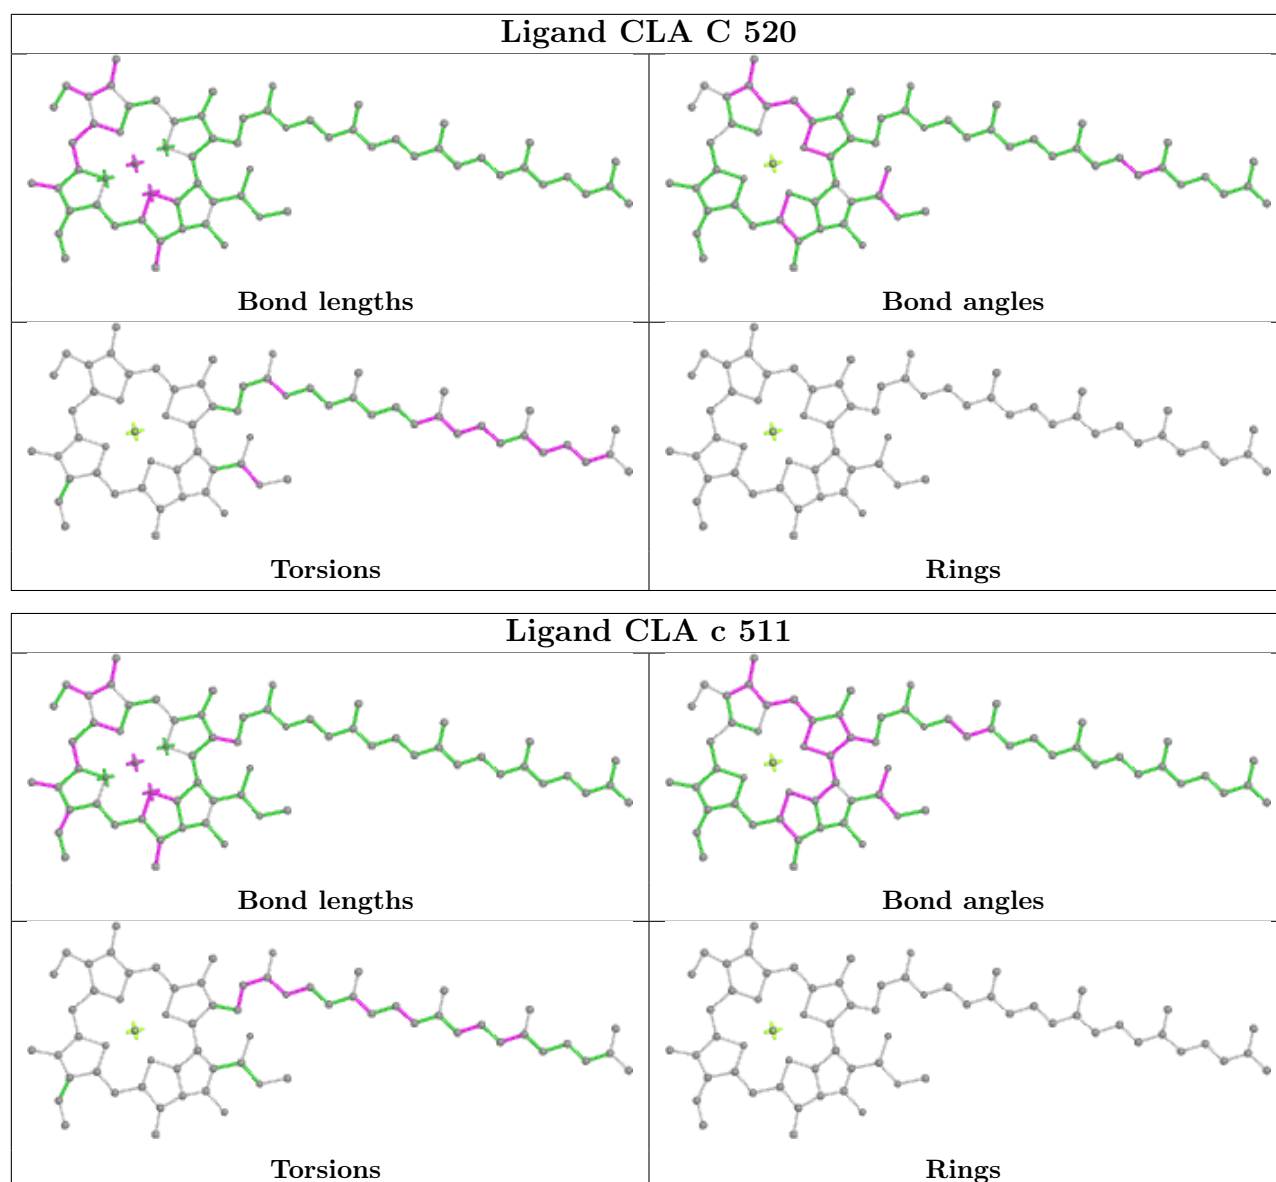 Ligand CLA C 520
Bond lengths
Bond angles
Torsions
Rings
Ligand CLA c 511
Bond lengths
Bond angles
Torsions
Rings